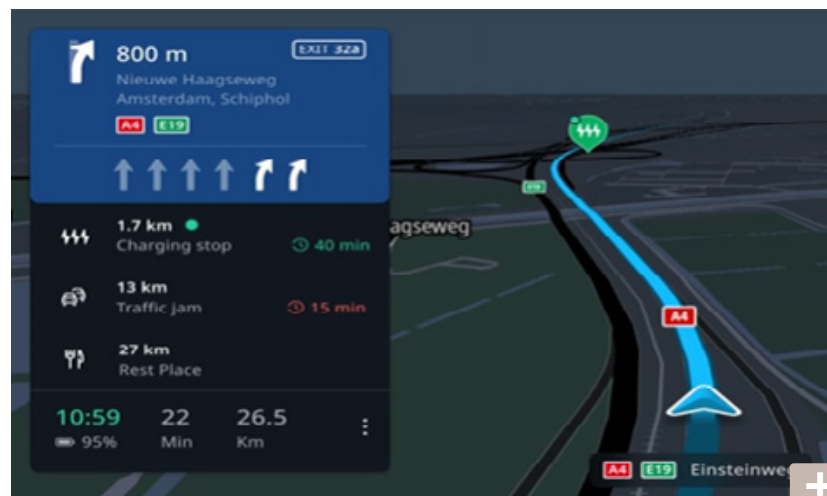 800 m
EXIT 32a
Nieuwe Haagseweg
Amsterdam, Schiphol
A4 E19
1.7 km
Charging stop
40 min
13 km
Traffic jam
15 min
27 km
Rest Place
10:59
22
26.5
95%
Min
Km
agseweg
E19
A4
A4 E19 Einsteinwe